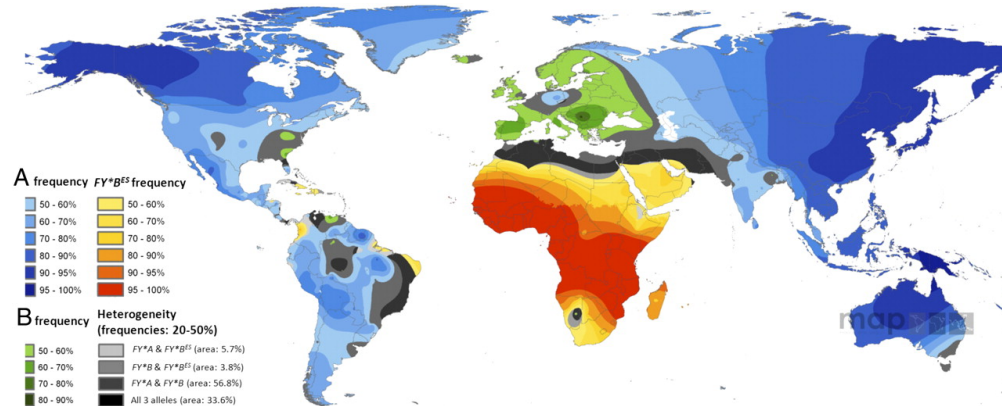 A frequency FY*B^ES frequency
50 - 60% 50 - 60%
60 - 70% 60 - 70%
70 - 80% 70 - 80%
80 - 90% 80 - 90%
90 - 95% 90 - 95%
95 - 100% 95 - 100%
B frequency Heterogeneity
(frequencies: 20-50%)
50 - 60% FY*A & FY*B^ES (area: 5.7%)
60 - 70% FY*B & FY*B^ES (area: 3.8%)
70 - 80% FY*A & FY*B (area: 56.8%)
80 - 90% All 3 alleles (area: 33.6%)
map